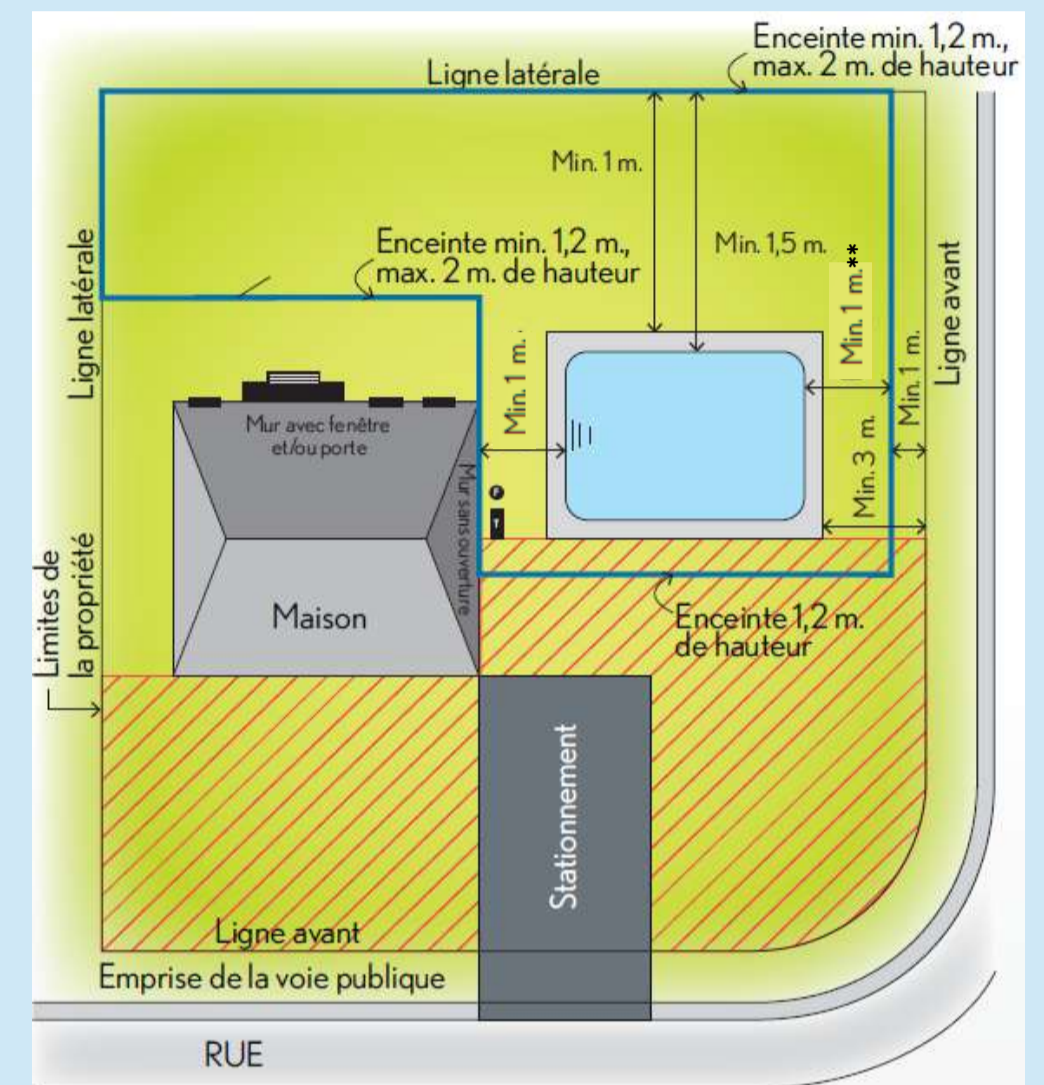 Enceinte min. 1,2 m.,
max. 2 m. de hauteur
Ligne latérale
Min. 1 m.
Min. 1,5 m.
Enceinte min. 1,2 m.,
max. 2 m. de hauteur
Ligne latérale
Min. 1 m.**
Ligne avant
Min. 1 m.
Min. 1 m.
Min. 3 m.
Mur avec fenêtre
et/ou porte
Mur sans ouverture
F
T
Limites de
la propriété
Maison
Enceinte 1,2 m.
de hauteur
Stationnement
Ligne avant
Emprise de la voie publique
RUE